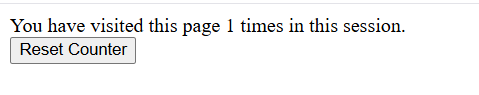 You have visited this page 1 times in this session.
Reset Counter